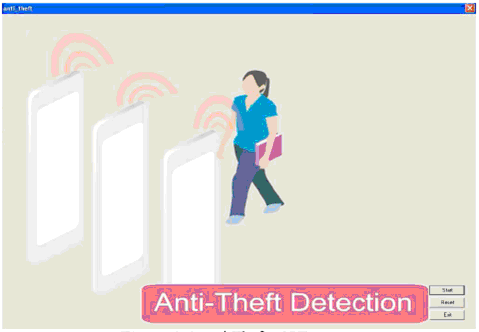 anti_theft
Anti-Theft Detection
Start
Reset
Exit